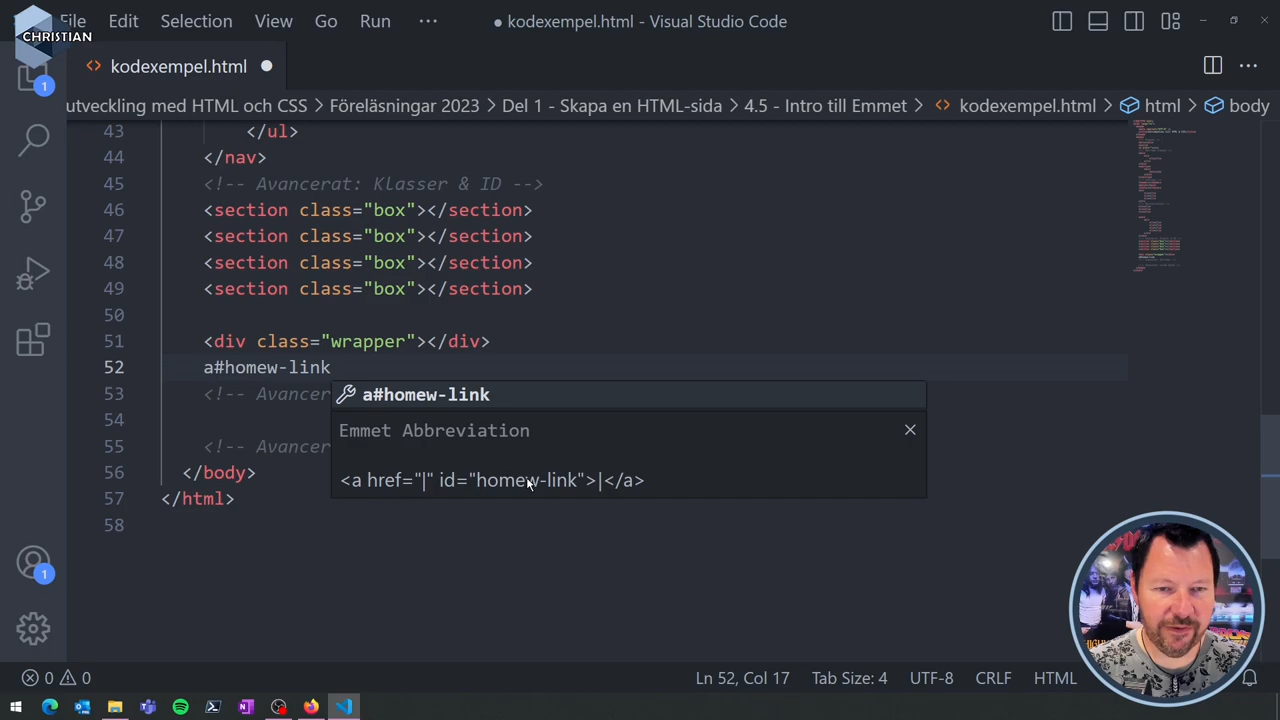 CHRISTIAN
File Edit Selection View Go Run ··· ● kodexempel.html - Visual Studio Code
kodexempel.html ●
utveckling med HTML och CSS > Föreläsningar 2023 > Del 1 - Skapa en HTML-sida > 4.5 - Intro till Emmet > kodexempel.html > html > body
1
43 </ul>
44 </nav>
45 <!-- Avancerat: Klasser & ID -->
46 <section class="box"></section>
47 <section class="box"></section>
48 <section class="box"></section>
49 <section class="box"></section>
50
51 <div class="wrapper"></div>
52 a#homew-link
a#homew-link
53 <!-- Avancer
Emmet Abbreviation
54
55 <!-- Avancer
56 </body>
<a href="|" id="homew-link">|</a>
57 </html>
58
1
0 0 Ln 52, Col 17 Tab Size: 4 UTF-8 CRLF HTML